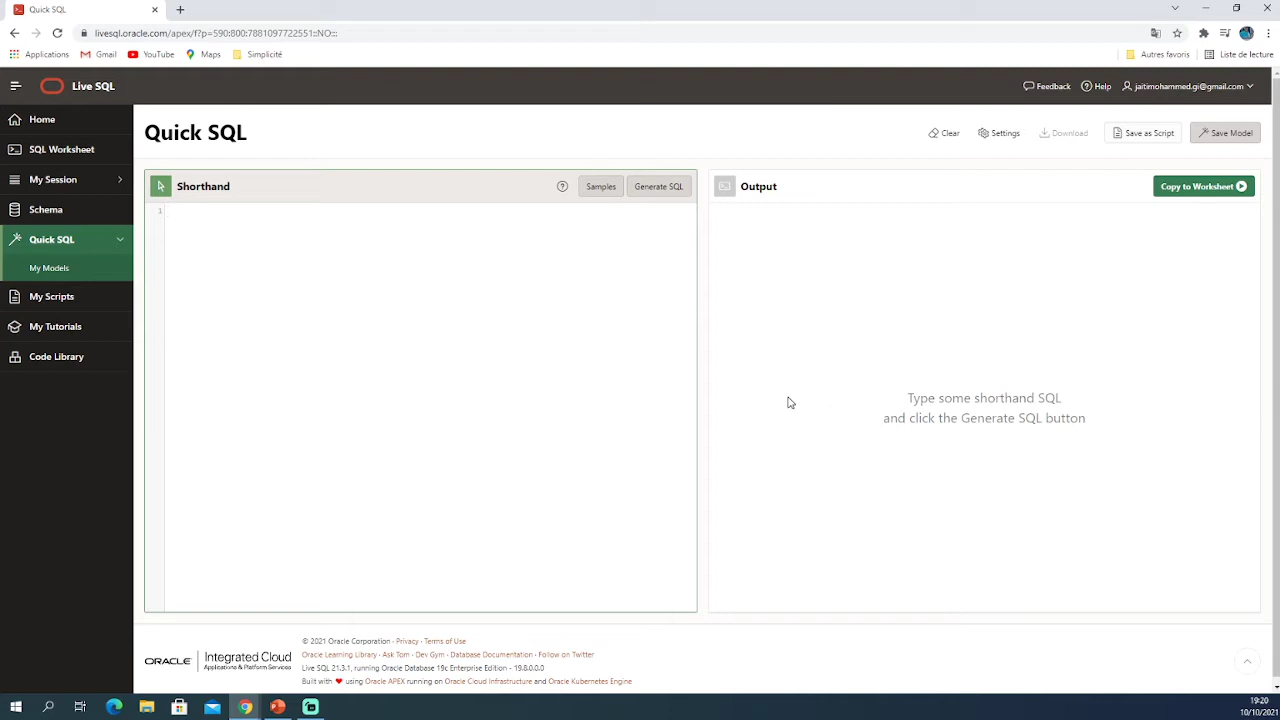 Quick SQL
livesql.oracle.com/apex/f?p=590:800:7881097722551=NO:::
Applications
Gmail
YouTube
Maps
Simplicité
Autres favoris
Liste de lecture
Live SQL
Feedback
Help
jaitimohammed.gi@gmail.com
Home
SQL Worksheet
My Session
Schema
Quick SQL
My Models
My Scripts
My Tutorials
Code Library
Quick SQL
Clear
Settings
Download
Save as Script
Save Model
Shorthand
Samples
Generate SQL
1
Output
Copy to Worksheet
Type some shorthand SQL
and click the Generate SQL button
ORACLE
Integrated Cloud
Applications & Platform Services
© 2021 Oracle Corporation · Privacy · Terms of Use
Oracle Learning Library · Ask Tom · Dev Gym · Database Documentation · Follow on Twitter
Live SQL 21.3.1, running Oracle Database 19c Enterprise Edition - 19.8.0.0.0
Built with ❤ using Oracle APEX running on Oracle Cloud Infrastructure and Oracle Kubernetes Engine
19:20
10/10/2021